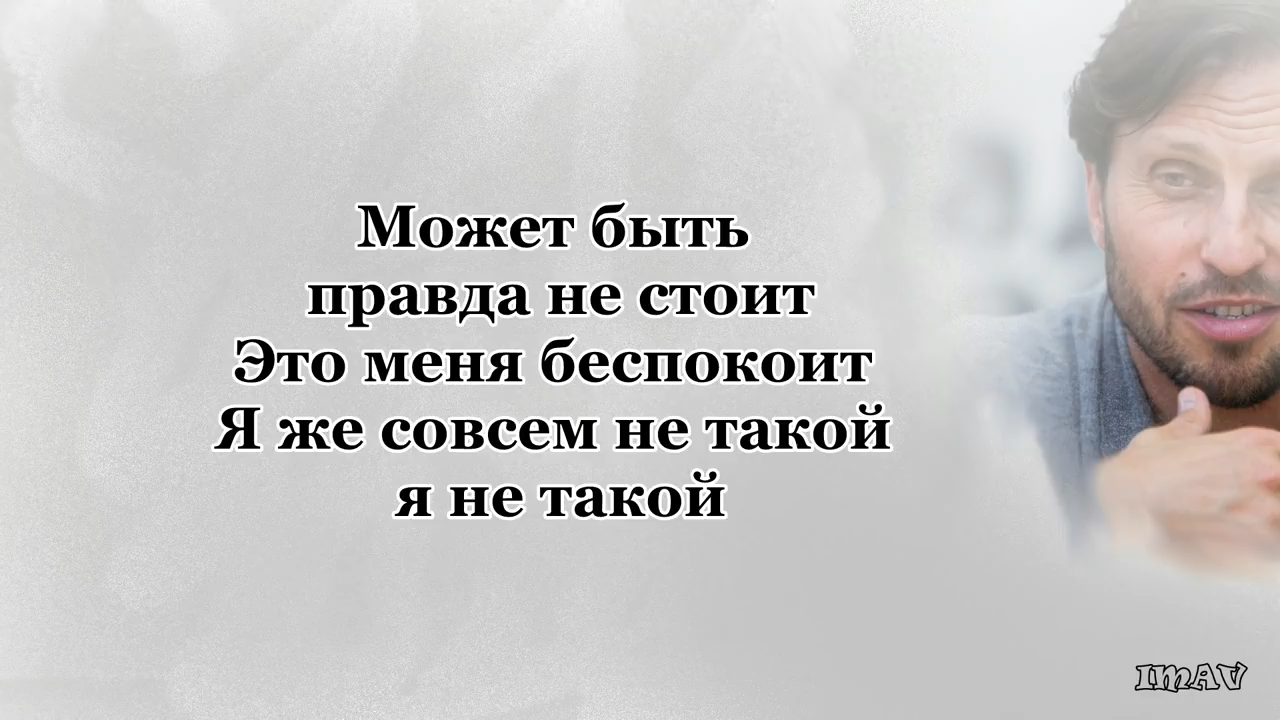 Может быть
правда не стоит
Это меня беспокоит
Я же совсем не такой
я не такой
IMAV